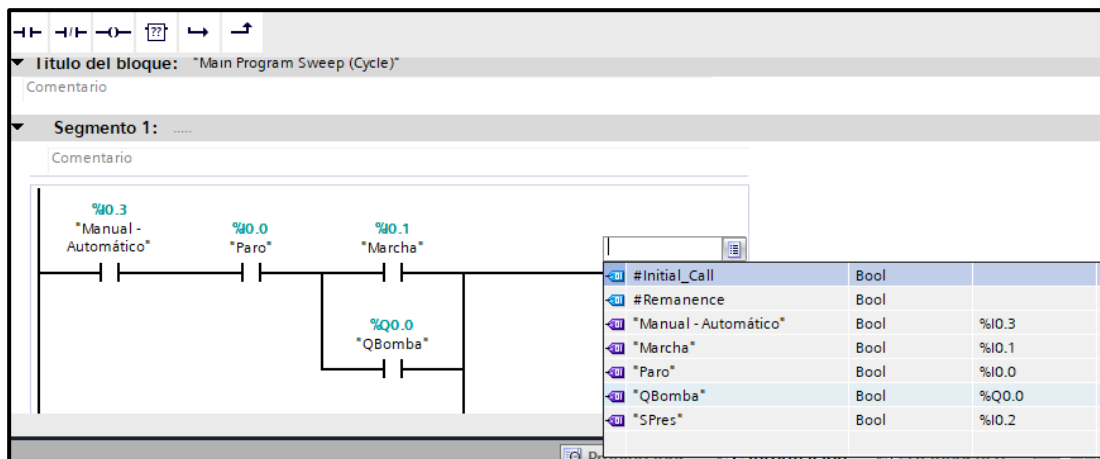 ??
Título del bloque: "Main Program Sweep (Cycle)"
Comentario
Segmento 1: .....
Comentario
%I0.3
"Manual -
Automático"
%I0.0
"Paro"
%I0.1
"Marcha"
%Q0.0
"QBomba"
#Initial_Call Bool
#Remanence Bool
"Manual - Automático" Bool %I0.3
"Marcha" Bool %I0.1
"Paro" Bool %I0.0
"QBomba" Bool %Q0.0
"SPres" Bool %I0.2